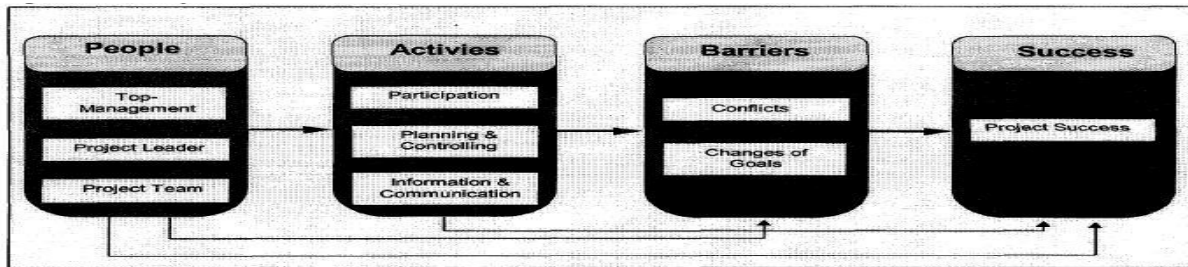 People
Top-
Management
Project Leader
Project Team
Activies
Participation
Planning &
Controlling
Information &
Communication
Barriers
Conflicts
Changes of
Goals
Success
Project Success